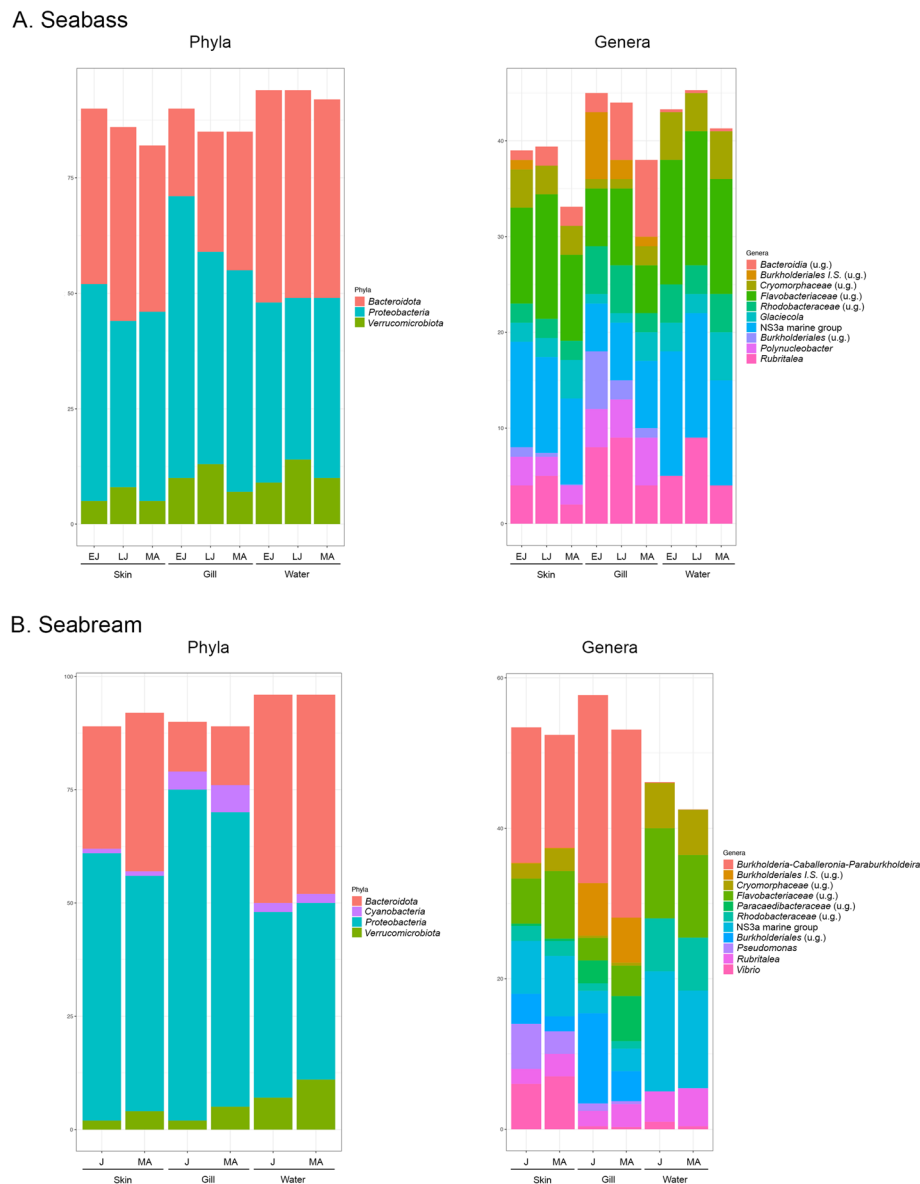 A. Seabass
Phyla
Genera
75
50
25
0
EJ LJ MA EJ LJ MA EJ LJ MA
Skin Gill Water
Phyla
Bacteroidota
Proteobacteria
Verrucomicrobiota
40
30
20
10
0
EJ LJ MA EJ LJ MA EJ LJ MA
Skin Gill Water
Genera
Bacteroidia (u.g.)
Burkholderiales I.S. (u.g.)
Cryomorphaceae (u.g.)
Flavobacteriaceae (u.g.)
Rhodobacteraceae (u.g.)
Glaciecola
NS3a marine group
Burkholderiales (u.g.)
Polynucleobacter
Rubritalea
B. Seabream
Phyla
Genera
100
75
50
25
0
J MA J MA J MA
Skin Gill Water
Phyla
Bacteroidota
Cyanobacteria
Proteobacteria
Verrucomicrobiota
60
40
20
0
J MA J MA J MA
Skin Gill Water
Genera
Burkholderia-Caballeronia-Paraburkholdeira
Burkholderiales I.S. (u.g.)
Cryomorphaceae (u.g.)
Flavobacteriaceae (u.g.)
Paracaedibacteraceae (u.g.)
Rhodobacteraceae (u.g.)
NS3a marine group
Burkholderiales (u.g.)
Pseudomonas
Rubritalea
Vibrio